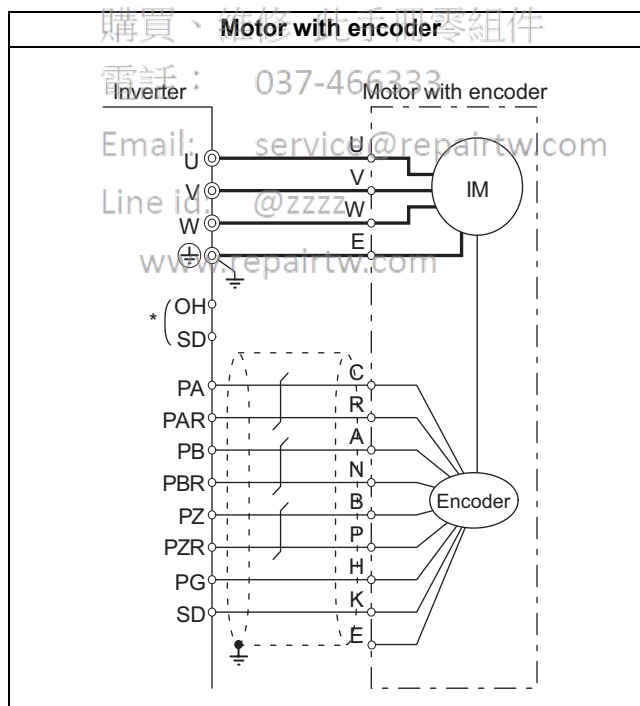 購買、維修 此手冊零組件
Motor with encoder
電話： 037-466333
Inverter
Motor with encoder
Email: service@repairtw.com
U
U
V
V
IM
Line id: @zzzz
W
W
E
www.repairtw.com
*
OH
SD
PA
C
PAR
R
PB
A
PBR
N
PZ
B
Encoder
PZR
P
PG
H
SD
K
E